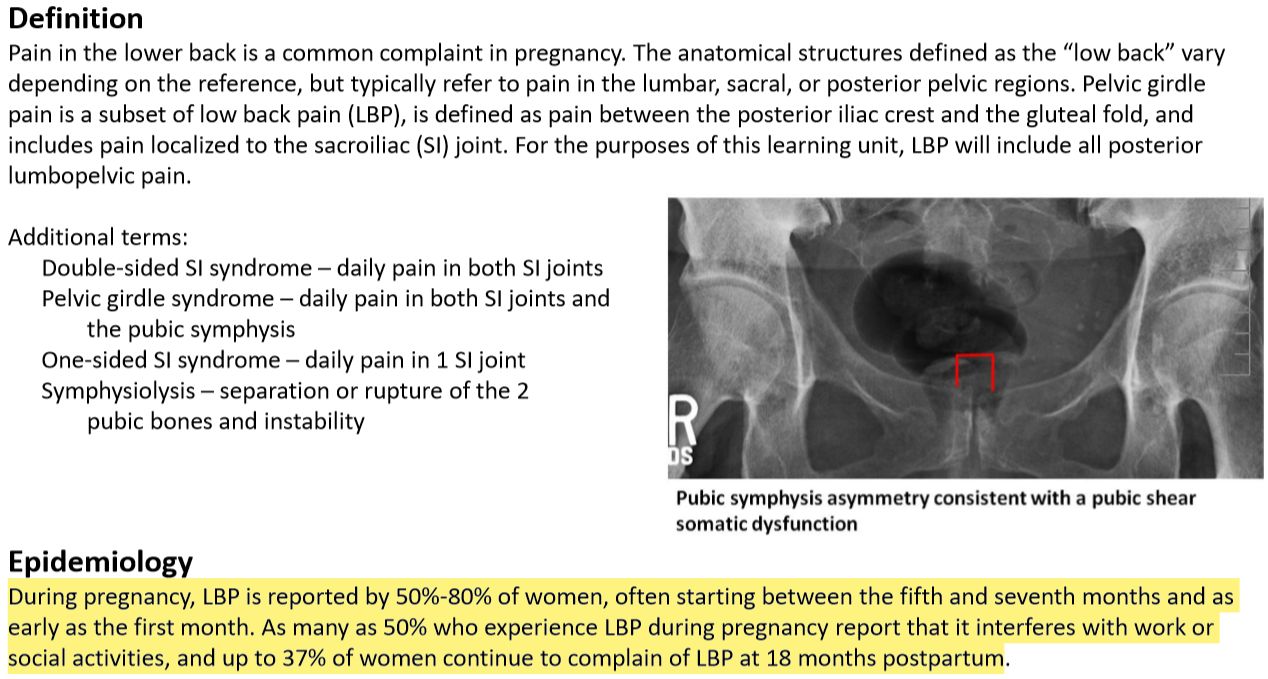 Definition
Pain in the lower back is a common complaint in pregnancy. The anatomical structures defined as the “low back” vary
depending on the reference, but typically refer to pain in the lumbar, sacral, or posterior pelvic regions. Pelvic girdle
pain is a subset of low back pain (LBP), is defined as pain between the posterior iliac crest and the gluteal fold, and
includes pain localized to the sacroiliac (SI) joint. For the purposes of this learning unit, LBP will include all posterior
lumbopelvic pain.
Additional terms:
Double-sided SI syndrome – daily pain in both SI joints
Pelvic girdle syndrome – daily pain in both SI joints and
the pubic symphysis
One-sided SI syndrome – daily pain in 1 SI joint
Symphysiolysis – separation or rupture of the 2
pubic bones and instability
R
DS
Pubic symphysis asymmetry consistent with a pubic shear
somatic dysfunction
Epidemiology
During pregnancy, LBP is reported by 50%-80% of women, often starting between the fifth and seventh months and as
early as the first month. As many as 50% who experience LBP during pregnancy report that it interferes with work or
social activities, and up to 37% of women continue to complain of LBP at 18 months postpartum.